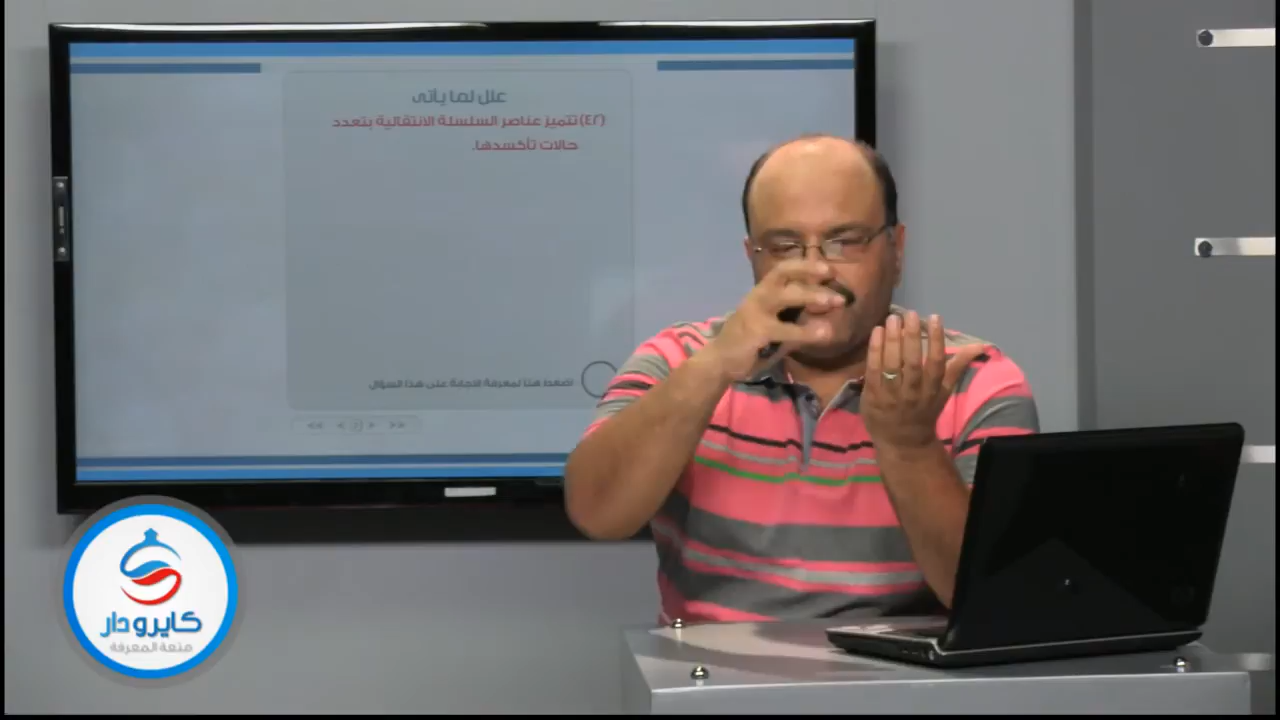 علل لما يأتى
(٤٢) تتميز عناصر السلسلة الانتقالية بتعدد
حالات تأكسدها.
اضغط هنا لمعرفة الاجابة على هذا السؤال
<< < > >>
كايرو دار
متعة المعرفة